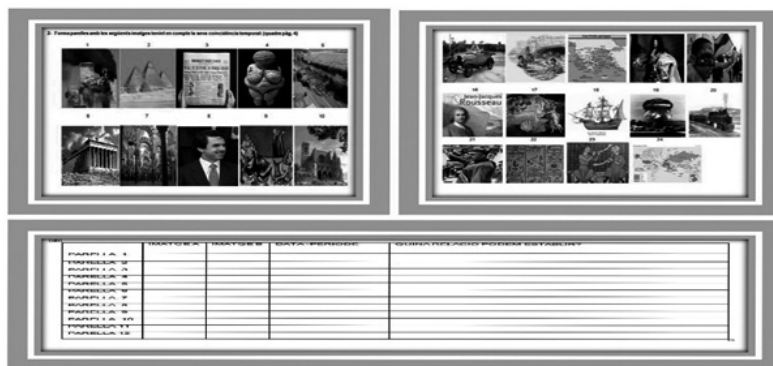 2. Forma parelles amb les següents imatges tenint en compte la seva coincidència temporal: (quadre pàg. 4)
1 2 3 4 5
6 7 8 9 10
16 17 18 19 20
Jean-Jacques
Rousseau
21 22 23 24
IMATGE A IMATGE B DATA - PERÍODE QUINA RELACIÓ PODEM ESTABLIR?
PARELLA 1
PARELLA 2
PARELLA 3
PARELLA 4
PARELLA 5
PARELLA 6
PARELLA 7
PARELLA 8
PARELLA 9
PARELLA 10
PARELLA 11
PARELLA 12